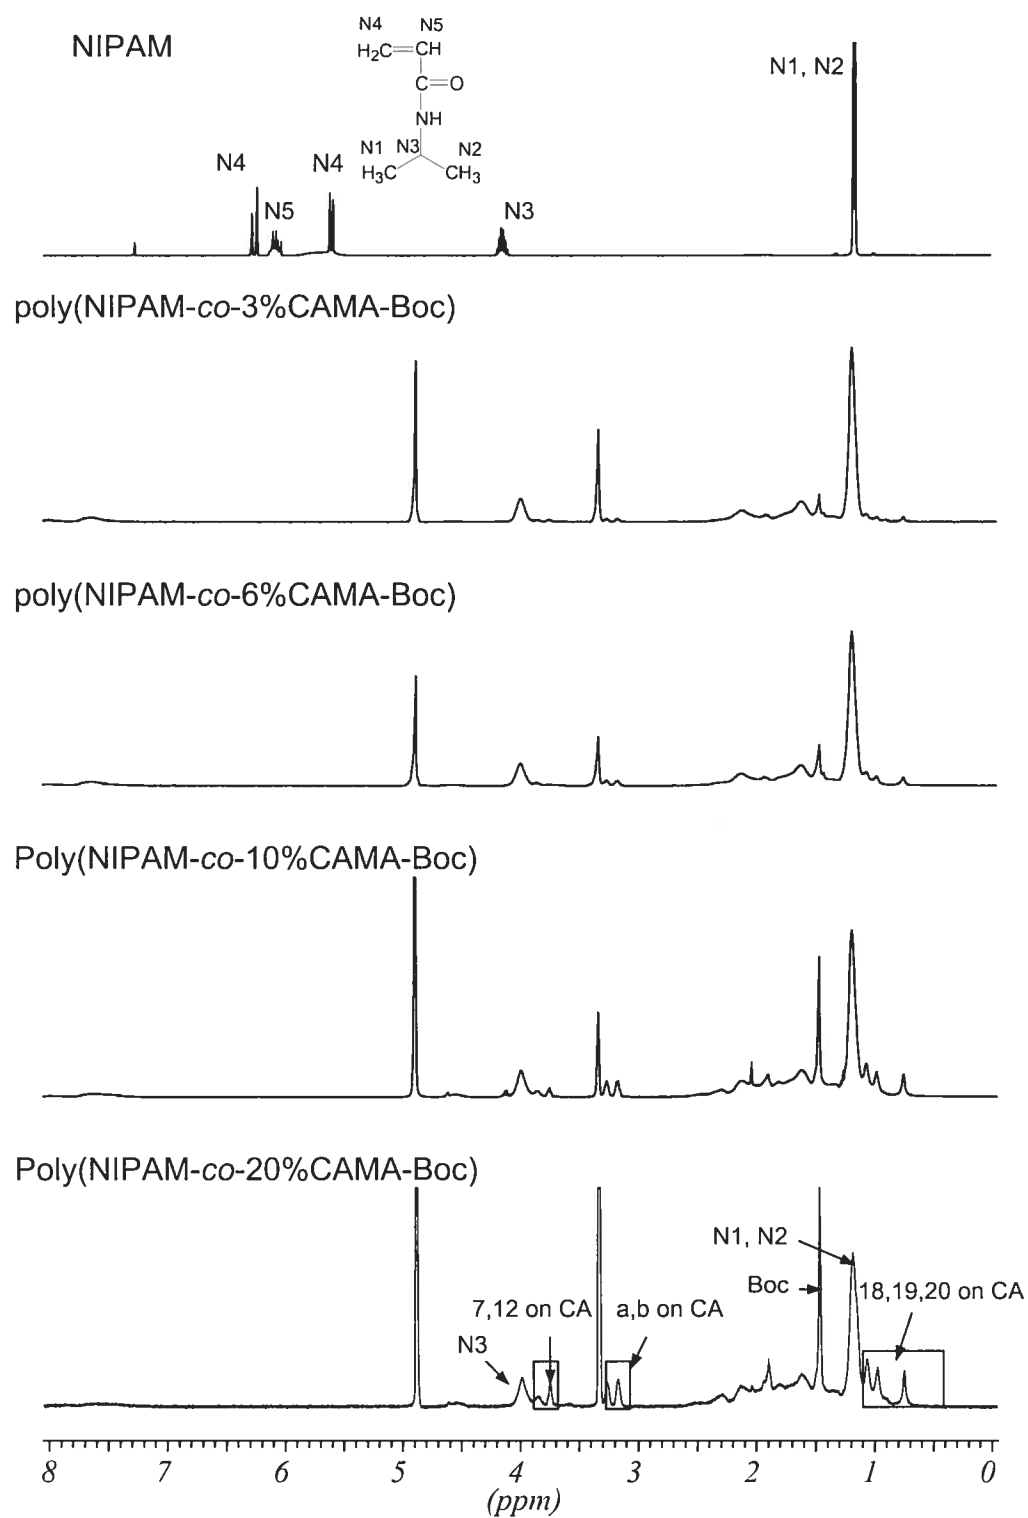 NIPAM
N4 N5
H₂C=CH
C=O
NH
N1 N3 N2
H₃C CH₃
N1, N2
N4
N4
N5
N3
poly(NIPAM-co-3%CAMA-Boc)
poly(NIPAM-co-6%CAMA-Boc)
Poly(NIPAM-co-10%CAMA-Boc)
Poly(NIPAM-co-20%CAMA-Boc)
N1, N2
Boc
18,19,20 on CA
7,12 on CA
a,b on CA
N3
8 7 6 5 4 3 2 1 0
(ppm)